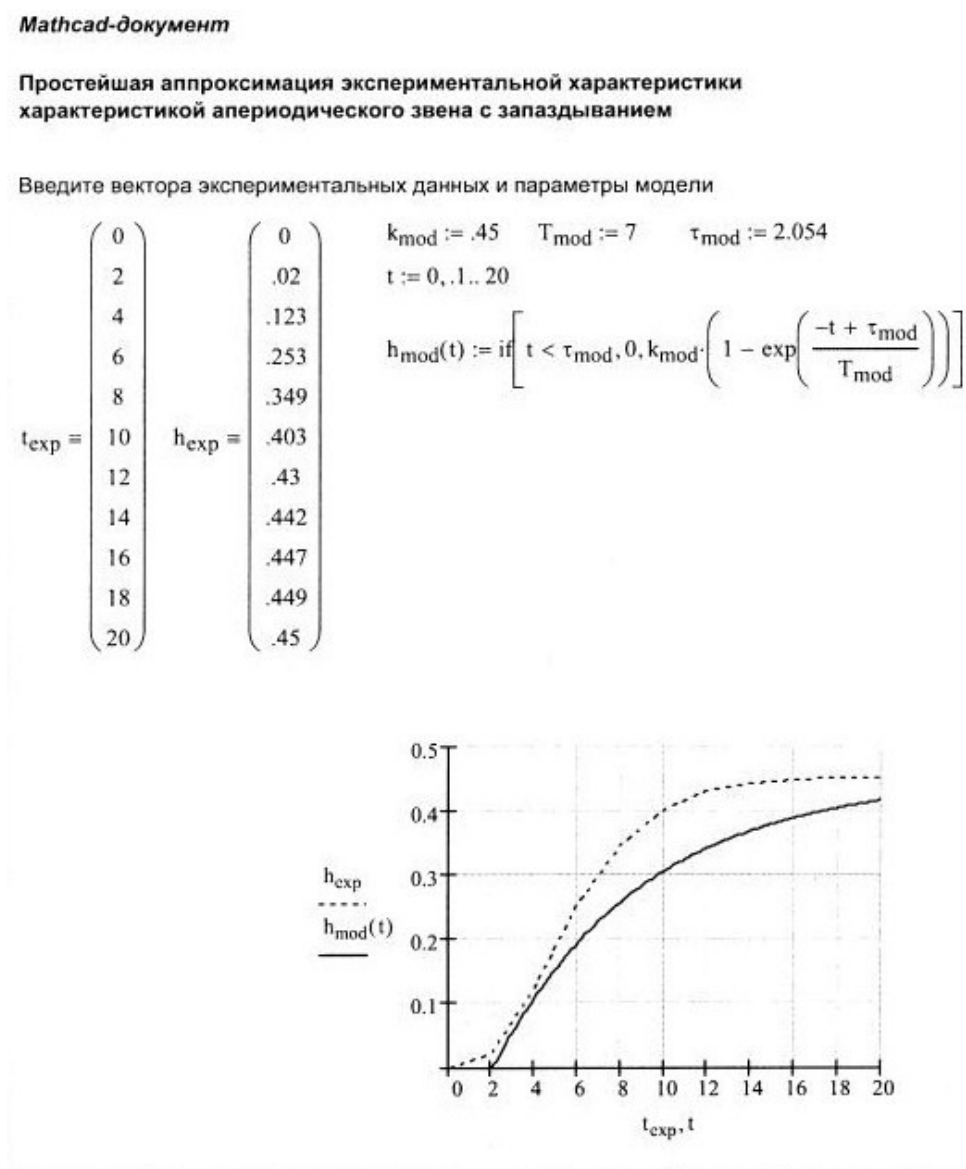 Mathcad-документ
Простейшая аппроксимация экспериментальной характеристики
характеристикой апериодического звена с запаздыванием
Введите вектора экспериментальных данных и параметры модели
t_exp ≡ (0 2 4 6 8 10 12 14 16 18 20)
h_exp ≡ (0 .02 .123 .253 .349 .403 .43 .442 .447 .449 .45)
k_mod := .45 T_mod := 7 τ_mod := 2.054
t := 0, .1.. 20
h_mod(t) := if[t < τ_mod, 0, k_mod·(1 − exp((−t + τ_mod)/T_mod))]
0.5
0.4
0.3
0.2
0.1
h_exp
h_mod(t)
0 2 4 6 8 10 12 14 16 18 20
t_exp, t